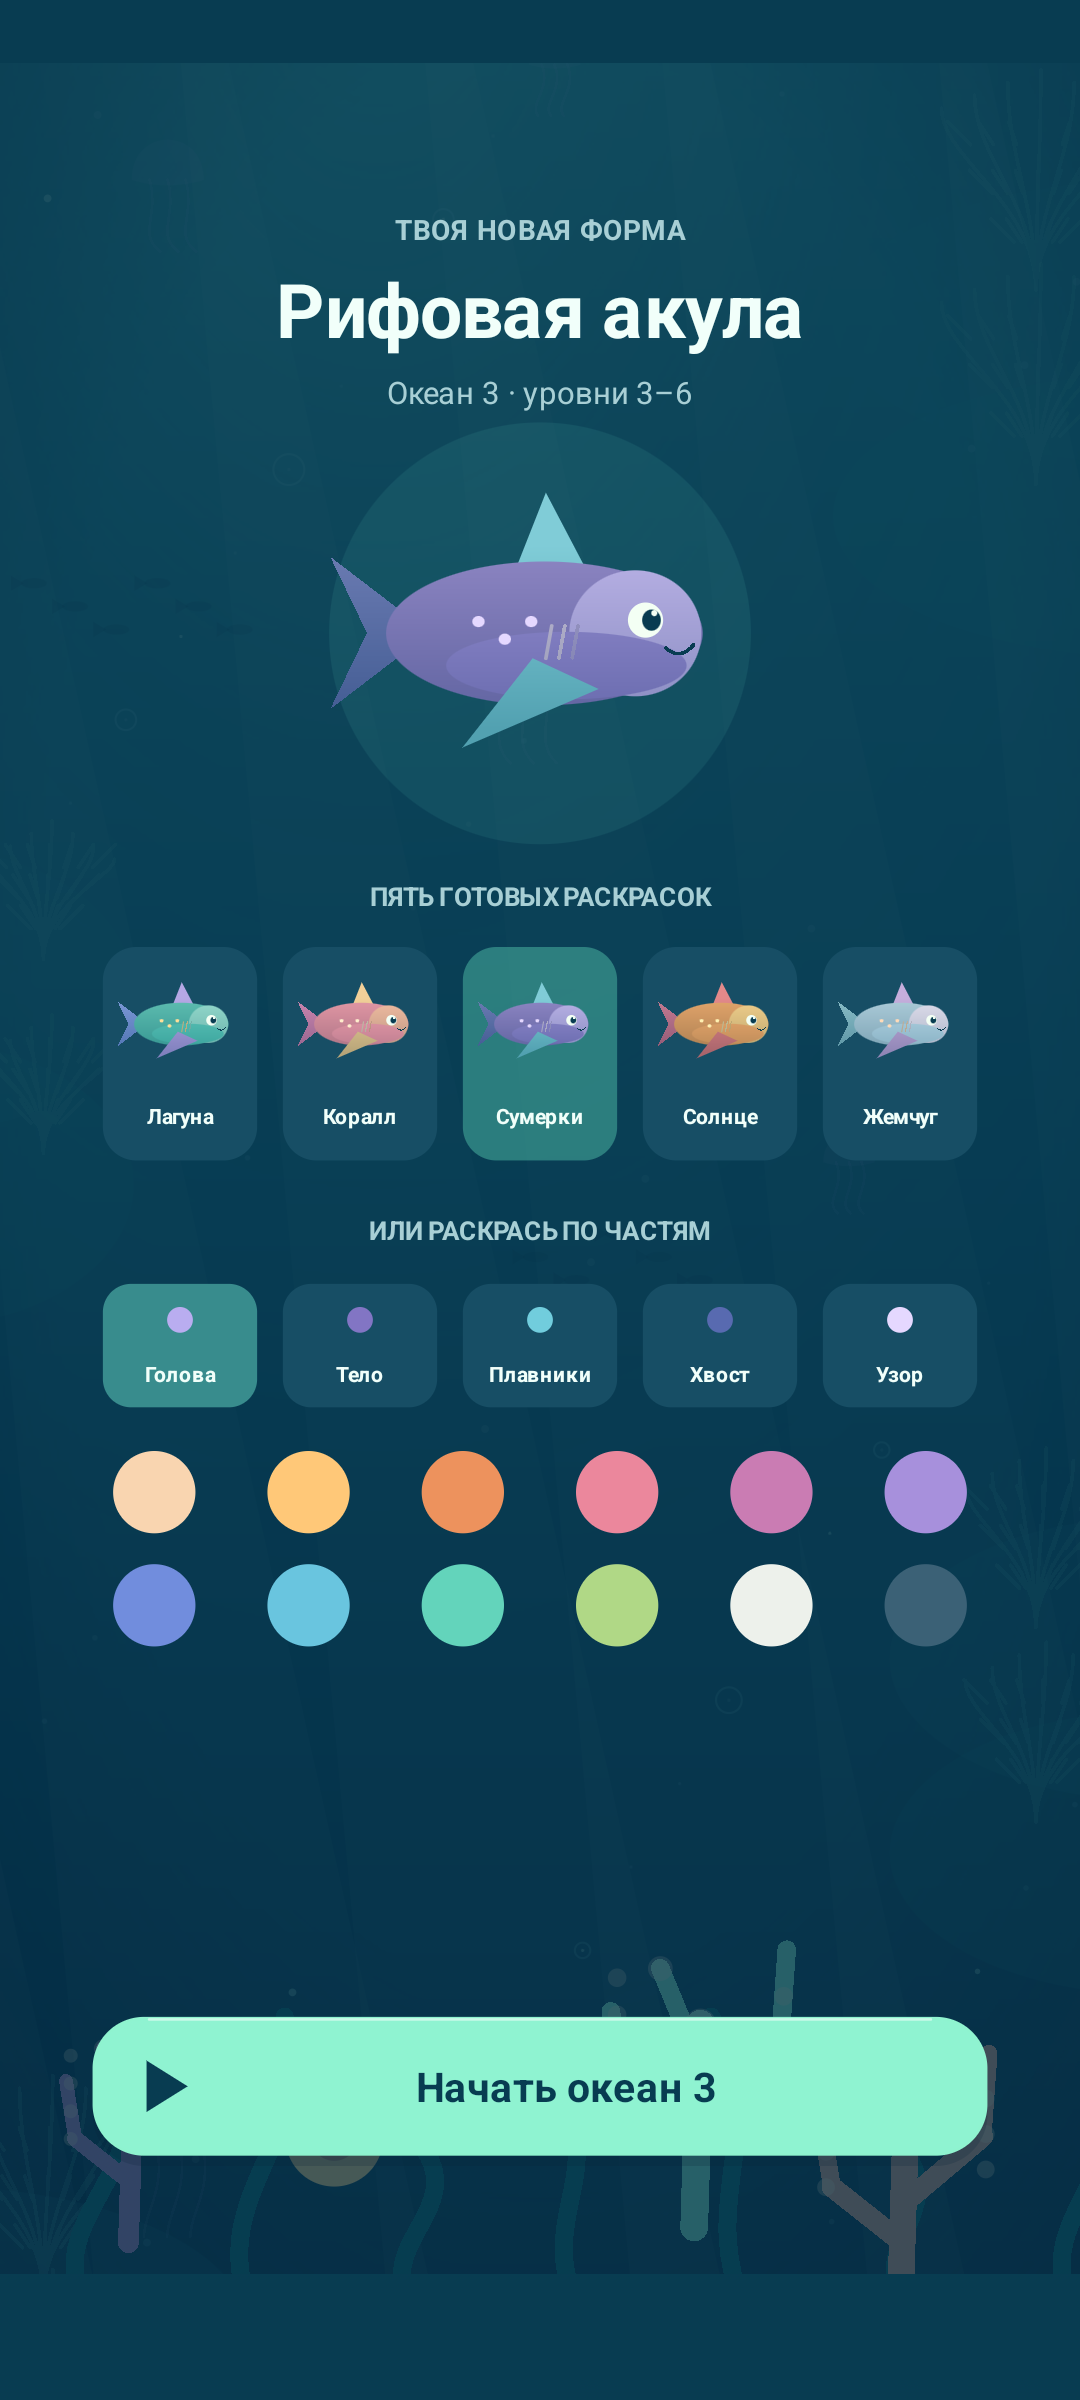 ТВОЯ НОВАЯ ФОРМА
Рифовая акула
Океан 3 · уровни 3–6
ПЯТЬ ГОТОВЫХ РАСКРАСОК
Лагуна Коралл Сумерки Солнце Жемчуг
ИЛИ РАСКРАСЬ ПО ЧАСТЯМ
Голова Тело Плавники Хвост Узор
Начать океан 3